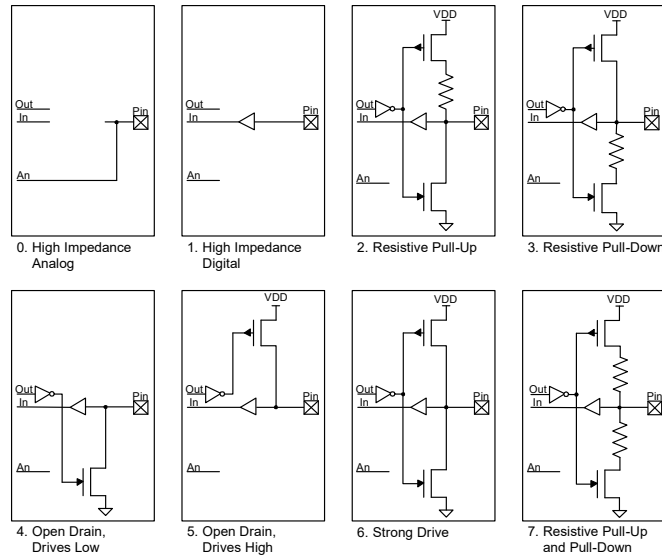 Out
In
An
Pin
0. High Impedance
Analog
Out
In
An
Pin
1. High Impedance
Digital
VDD
Out
In
An
Pin
2. Resistive Pull-Up
VDD
Out
In
An
Pin
3. Resistive Pull-Down
Out
In
An
Pin
4. Open Drain,
Drives Low
VDD
Out
In
An
Pin
5. Open Drain,
Drives High
VDD
Out
In
An
Pin
6. Strong Drive
VDD
Out
In
An
Pin
7. Resistive Pull-Up
and Pull-Down